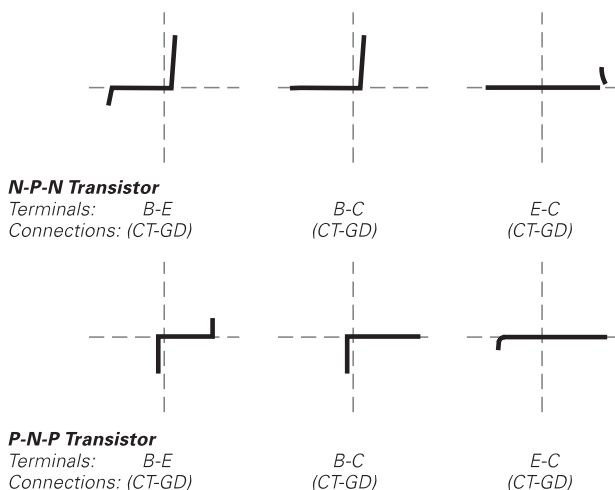 N-P-N Transistor
Terminals: B-E B-C E-C
Connections: (CT-GD) (CT-GD) (CT-GD)
P-N-P Transistor
Terminals: B-E B-C E-C
Connections: (CT-GD) (CT-GD) (CT-GD)